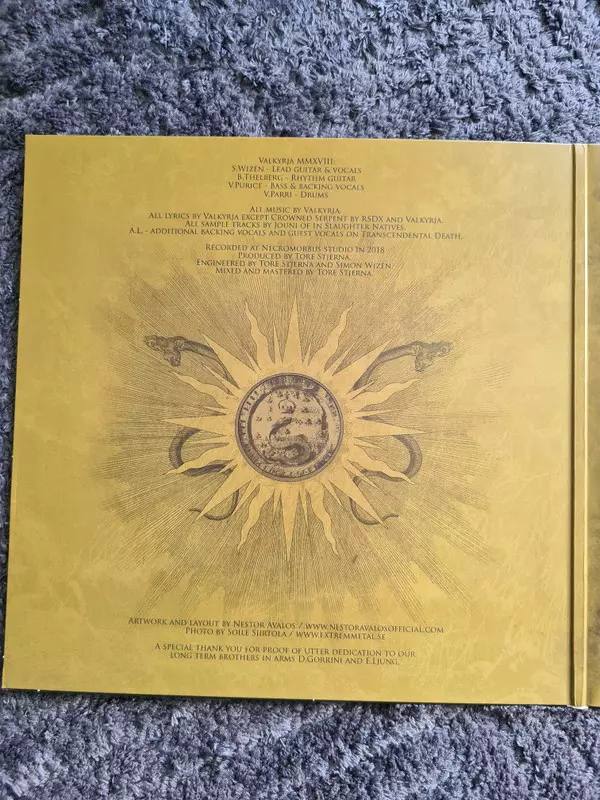 Valkyrja MMXVIII:
S.Wizén - Lead guitar & vocals
B.Thelberg - Rhythm guitar
V.Purice - Bass & backing vocals
V.Parri - Drums
All music by Valkyrja.
All lyrics by Valkyrja except Crowned Serpent by RSDX and Valkyrja.
All sample tracks by Jouni of In Slaughter Natives.
A.L. - additional backing vocals and guest vocals on Transcendental Death.
Recorded at Necromorbus Studio in 2018
Produced by Tore Stjerna.
Engineered by Tore Stjerna and Simon Wizén.
Mixed and mastered by Tore Stjerna.
Artwork and layout by Nestor Avalos / www.nestoravalosofficial.com
Photo by Soile Siirtola / www.extremmetal.se
A special thank you for proof of utter dedication to our
long term brothers in arms D.Gorrini and E.Ljung.